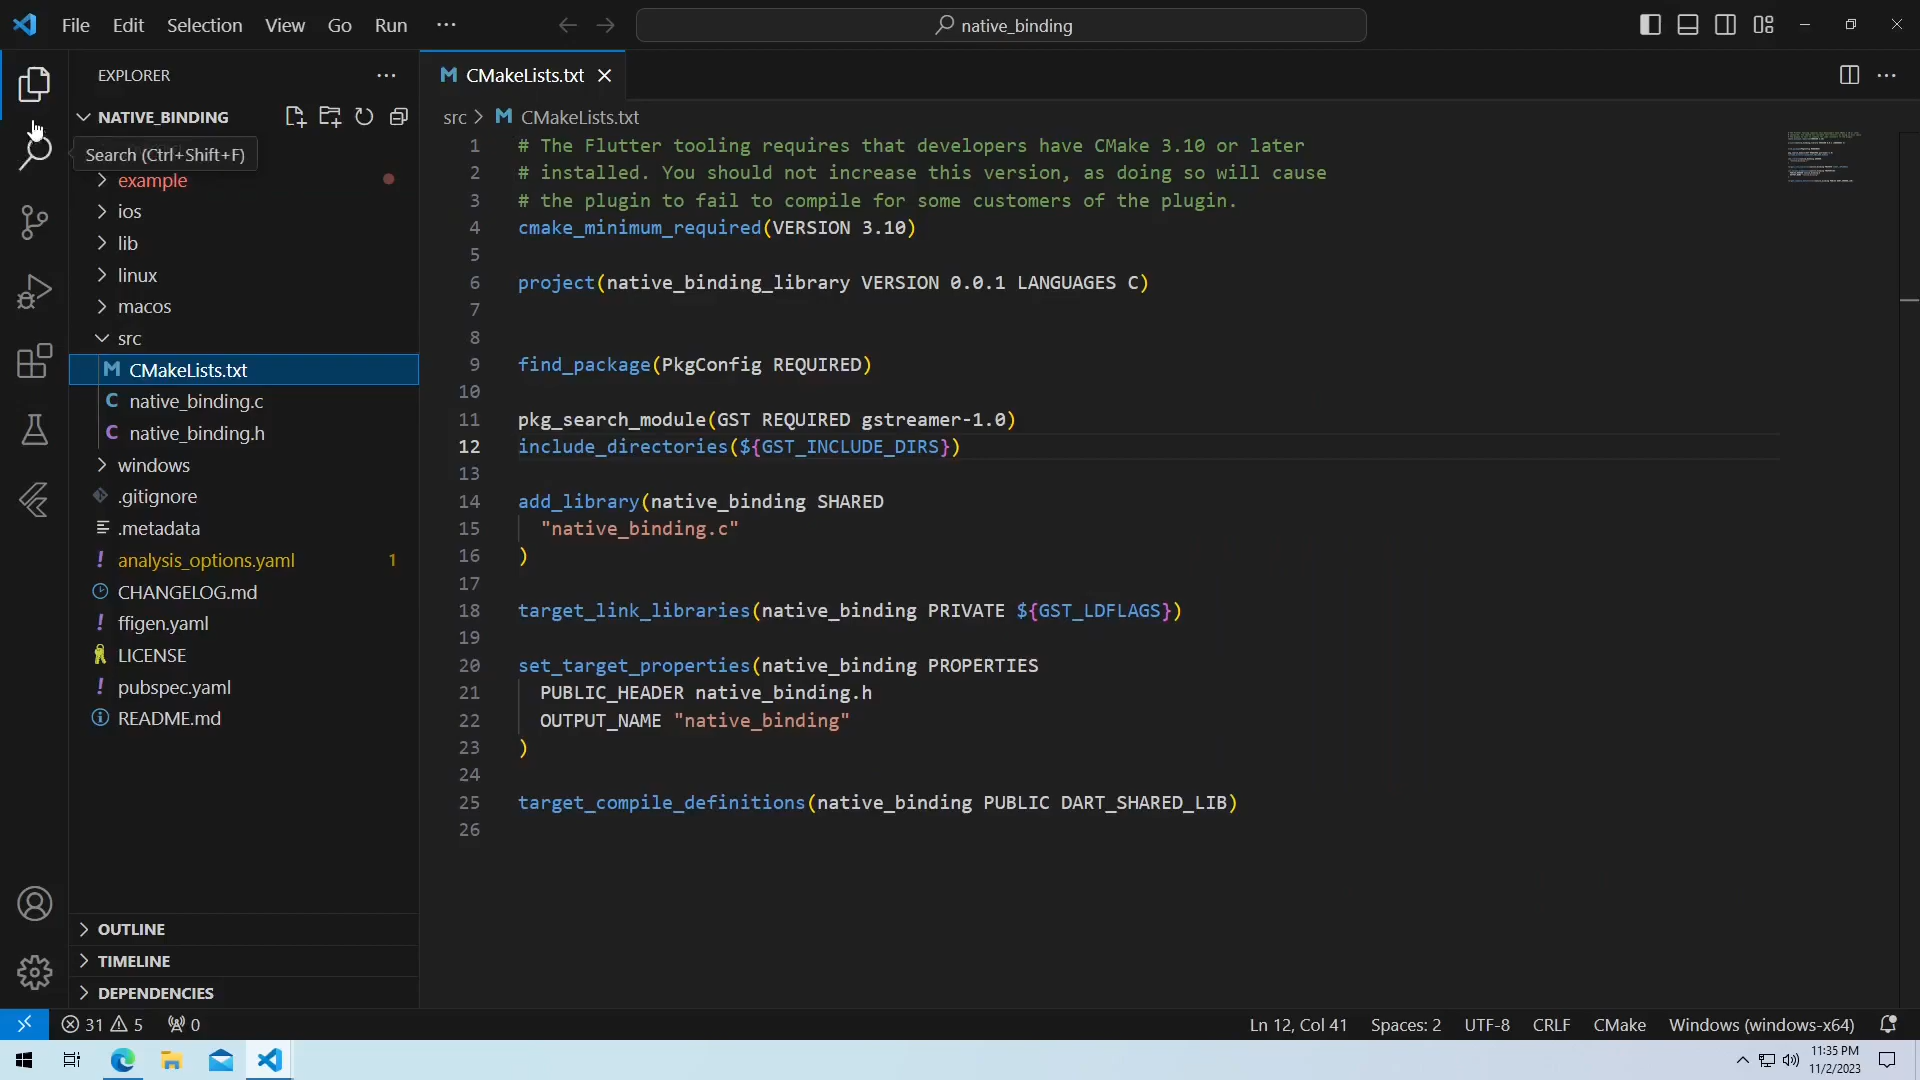 File Edit Selection View Go Run ···
native_binding
EXPLORER
NATIVE_BINDING
Search (Ctrl+Shift+F)
example
ios
lib
linux
macos
src
CMakeLists.txt
native_binding.c
native_binding.h
windows
.gitignore
.metadata
analysis_options.yaml 1
CHANGELOG.md
ffigen.yaml
LICENSE
pubspec.yaml
README.md
OUTLINE
TIMELINE
DEPENDENCIES
CMakeLists.txt
src > CMakeLists.txt
1 # The Flutter tooling requires that developers have CMake 3.10 or later
2 # installed. You should not increase this version, as doing so will cause
3 # the plugin to fail to compile for some customers of the plugin.
4 cmake_minimum_required(VERSION 3.10)
5
6 project(native_binding_library VERSION 0.0.1 LANGUAGES C)
7
8
9 find_package(PkgConfig REQUIRED)
10
11 pkg_search_module(GST REQUIRED gstreamer-1.0)
12 include_directories(${GST_INCLUDE_DIRS})
13
14 add_library(native_binding SHARED
15 "native_binding.c"
16 )
17
18 target_link_libraries(native_binding PRIVATE ${GST_LDFLAGS})
19
20 set_target_properties(native_binding PROPERTIES
21 PUBLIC_HEADER native_binding.h
22 OUTPUT_NAME "native_binding"
23 )
24
25 target_compile_definitions(native_binding PUBLIC DART_SHARED_LIB)
26
31 5 0 Ln 12, Col 41 Spaces: 2 UTF-8 CRLF CMake Windows (windows-x64)
11:35 PM
11/2/2023